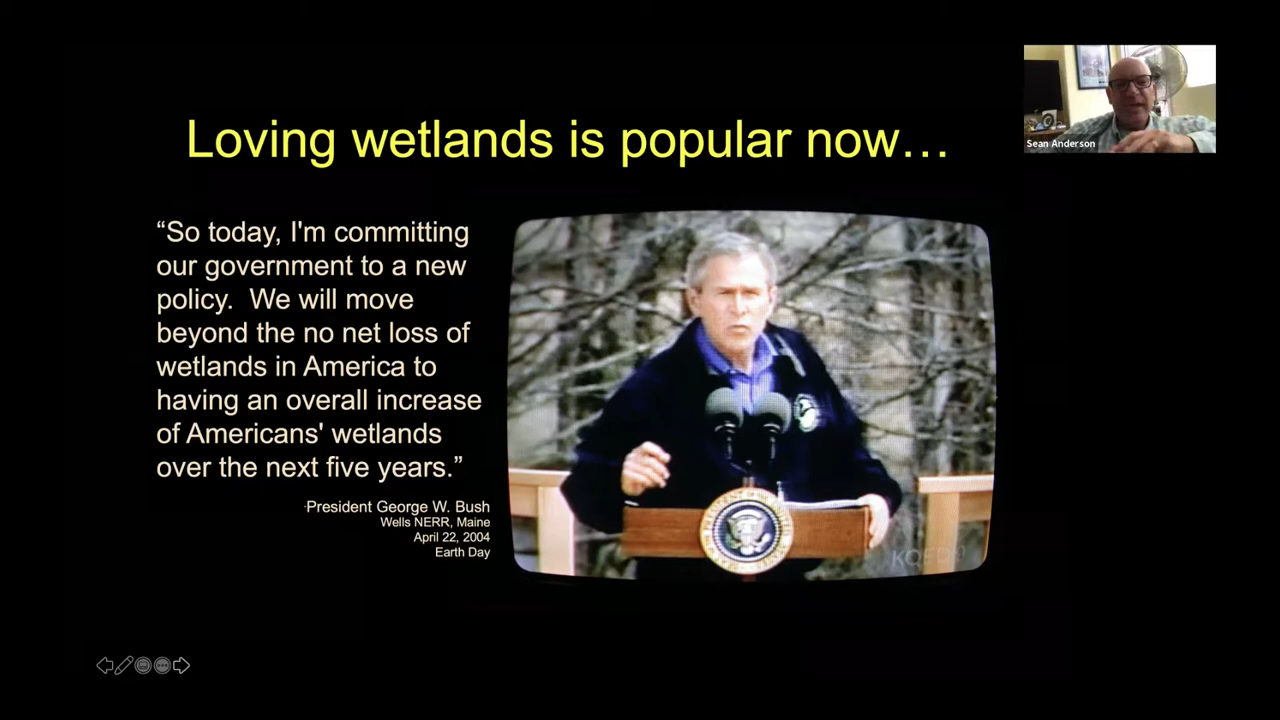 Loving wetlands is popular now…
Sean Anderson
“So today, I'm committing
our government to a new
policy.  We will move
beyond the no net loss of
wetlands in America to
having an overall increase
of Americans' wetlands
over the next five years.”
-President George W. Bush
Wells NERR, Maine
April 22, 2004
Earth Day
KQED 9